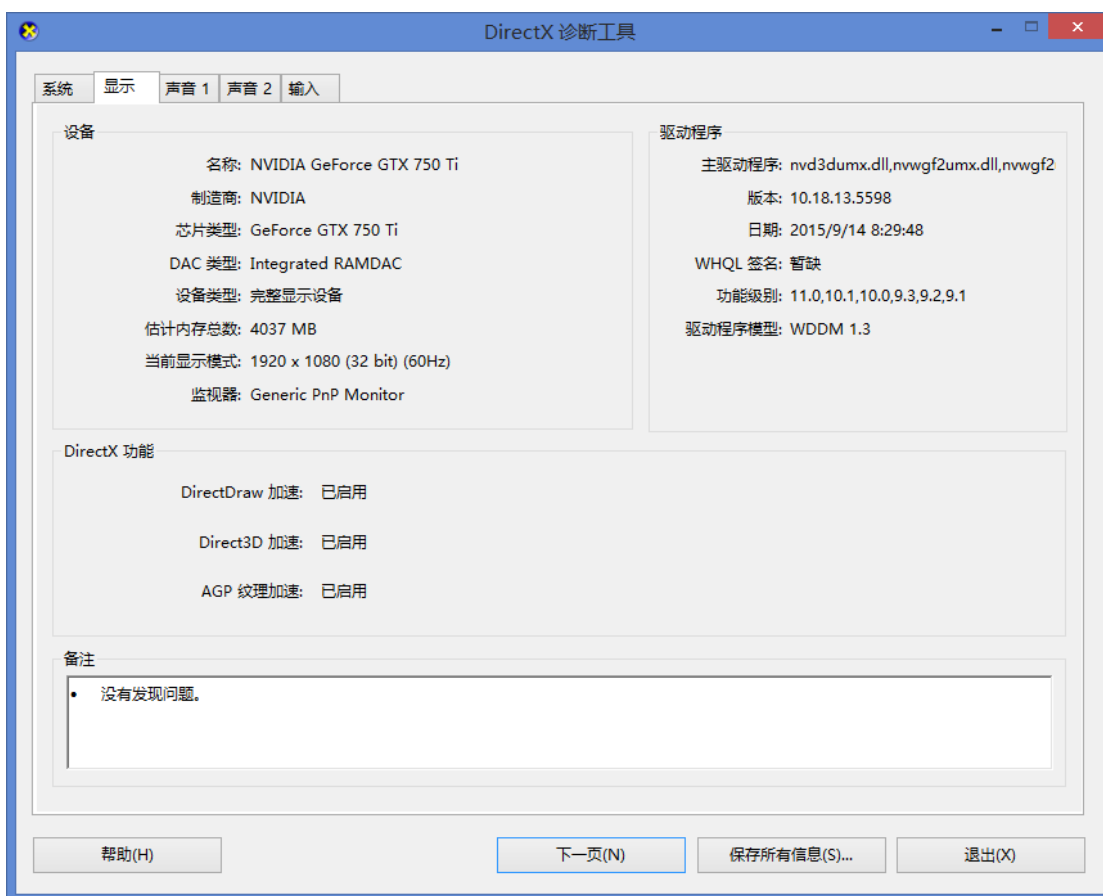 DirectX 诊断工具
系统 显示 声音 1 声音 2 输入
设备
名称: NVIDIA GeForce GTX 750 Ti
制造商: NVIDIA
芯片类型: GeForce GTX 750 Ti
DAC 类型: Integrated RAMDAC
设备类型: 完整显示设备
估计内存总数: 4037 MB
当前显示模式: 1920 x 1080 (32 bit) (60Hz)
监视器: Generic PnP Monitor
驱动程序
主驱动程序: nvd3dumx.dll,nvwgf2umx.dll,nvwgf2
版本: 10.18.13.5598
日期: 2015/9/14 8:29:48
WHQL 签名: 暂缺
功能级别: 11.0,10.1,10.0,9.3,9.2,9.1
驱动程序模型: WDDM 1.3
DirectX 功能
DirectDraw 加速: 已启用
Direct3D 加速: 已启用
AGP 纹理加速: 已启用
备注
• 没有发现问题。
帮助(H) 下一页(N) 保存所有信息(S)... 退出(X)